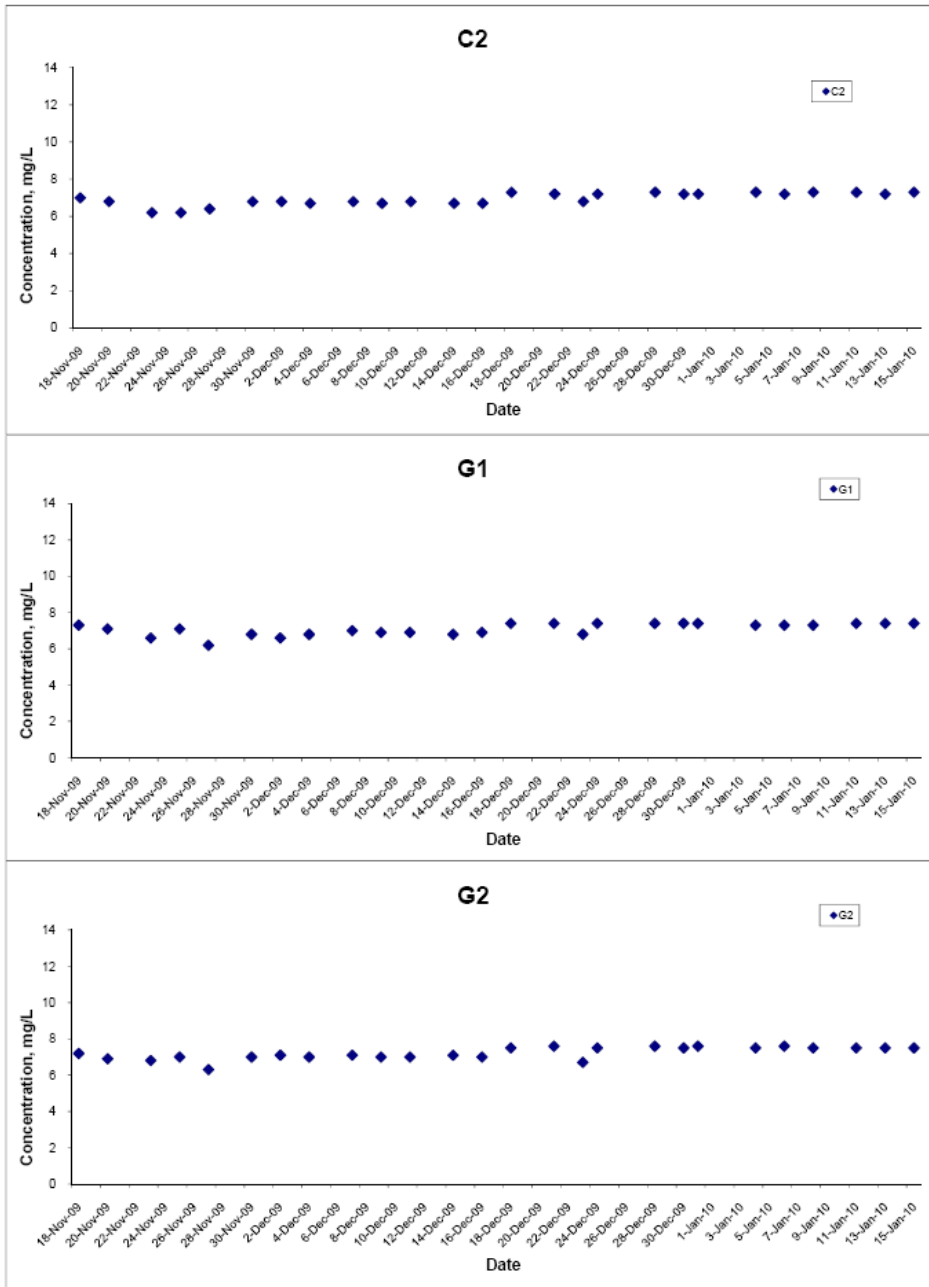 C2
C2
Concentration, mg/L
14
12
10
8
6
4
2
0
18-Nov-09 20-Nov-09 22-Nov-09 24-Nov-09 26-Nov-09 28-Nov-09 30-Nov-09 2-Dec-09 4-Dec-09 6-Dec-09 8-Dec-09 10-Dec-09 12-Dec-09 14-Dec-09 16-Dec-09 18-Dec-09 20-Dec-09 22-Dec-09 24-Dec-09 26-Dec-09 28-Dec-09 30-Dec-09 1-Jan-10 3-Jan-10 5-Jan-10 7-Jan-10 9-Jan-10 11-Jan-10 13-Jan-10 15-Jan-10
Date
G1
G1
Concentration, mg/L
14
12
10
8
6
4
2
0
18-Nov-09 20-Nov-09 22-Nov-09 24-Nov-09 26-Nov-09 28-Nov-09 30-Nov-09 2-Dec-09 4-Dec-09 6-Dec-09 8-Dec-09 10-Dec-09 12-Dec-09 14-Dec-09 16-Dec-09 18-Dec-09 20-Dec-09 22-Dec-09 24-Dec-09 26-Dec-09 28-Dec-09 30-Dec-09 1-Jan-10 3-Jan-10 5-Jan-10 7-Jan-10 9-Jan-10 11-Jan-10 13-Jan-10 15-Jan-10
Date
G2
G2
Concentration, mg/L
14
12
10
8
6
4
2
0
18-Nov-09 20-Nov-09 22-Nov-09 24-Nov-09 26-Nov-09 28-Nov-09 30-Nov-09 2-Dec-09 4-Dec-09 6-Dec-09 8-Dec-09 10-Dec-09 12-Dec-09 14-Dec-09 16-Dec-09 18-Dec-09 20-Dec-09 22-Dec-09 24-Dec-09 26-Dec-09 28-Dec-09 30-Dec-09 1-Jan-10 3-Jan-10 5-Jan-10 7-Jan-10 9-Jan-10 11-Jan-10 13-Jan-10 15-Jan-10
Date